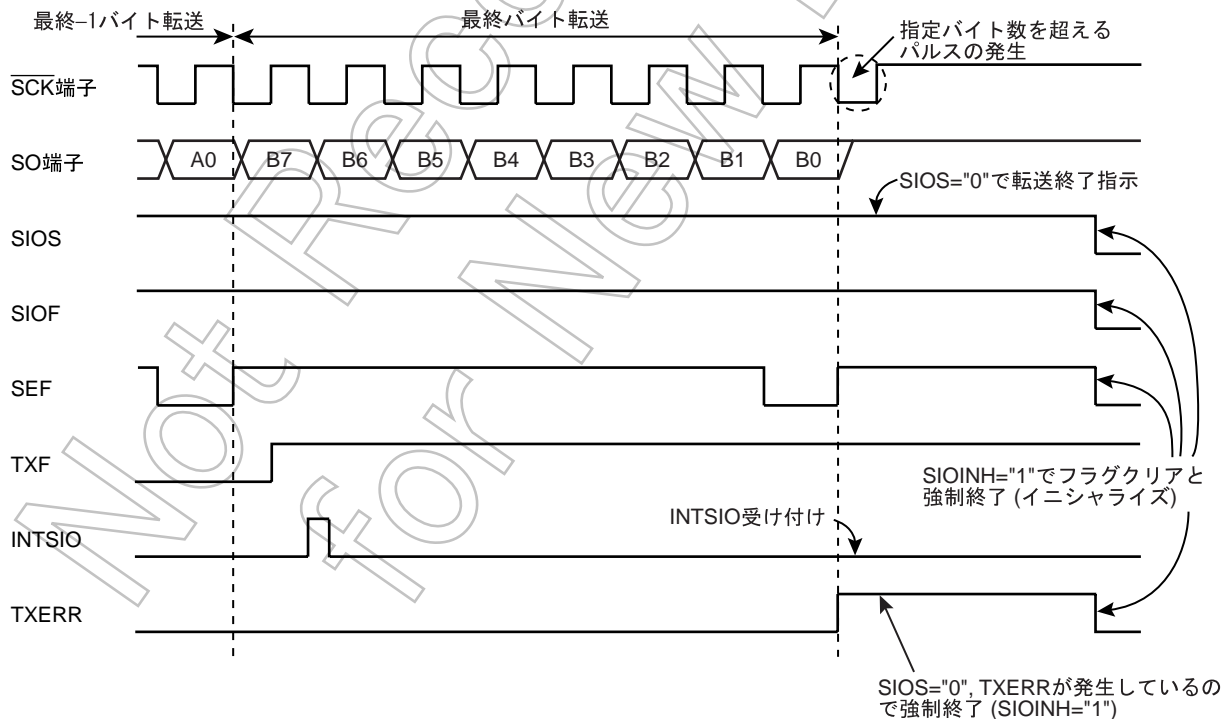 最終–1バイト転送
最終バイト転送
指定バイト数を超える
パルスの発生
SCK端子
SO端子
A0
B7
B6
B5
B4
B3
B2
B1
B0
SIOS="0"で転送終了指示
SIOS
SIOF
SEF
TXF
SIOINH="1"でフラグクリアと
強制終了 (イニシャライズ)
INTSIO受け付け
INTSIO
TXERR
SIOS="0", TXERRが発生しているの
で強制終了 (SIOINH="1")
Not Rec
for New